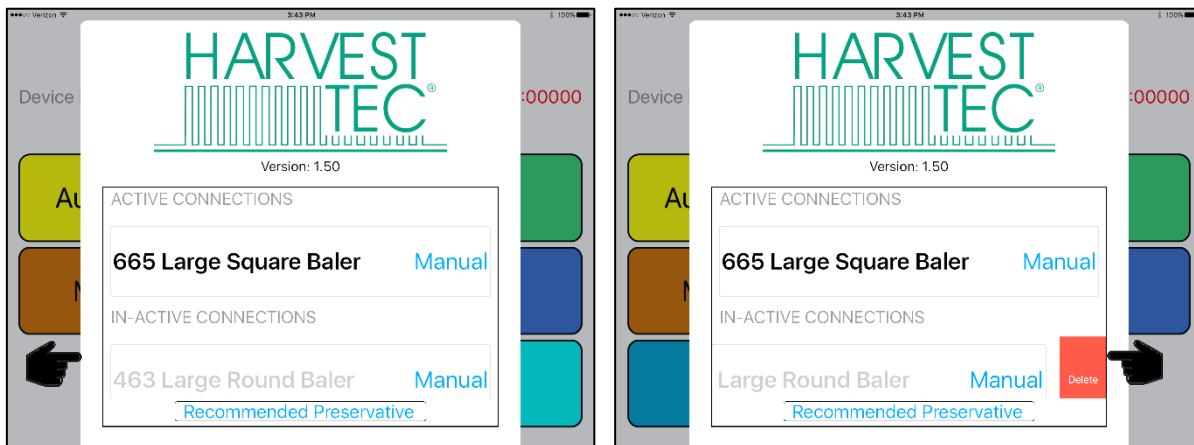 Verizon 3:43 PM 100%
HARVEST
TEC®
Device :00000
Version: 1.50
Au
ACTIVE CONNECTIONS
665 Large Square Baler Manual
IN-ACTIVE CONNECTIONS
463 Large Round Baler Manual
Recommended Preservative
Verizon 3:43 PM 100%
HARVEST
TEC®
Device :00000
Version: 1.50
Au
ACTIVE CONNECTIONS
665 Large Square Baler Manual
IN-ACTIVE CONNECTIONS
Large Round Baler Manual Delete
Recommended Preservative